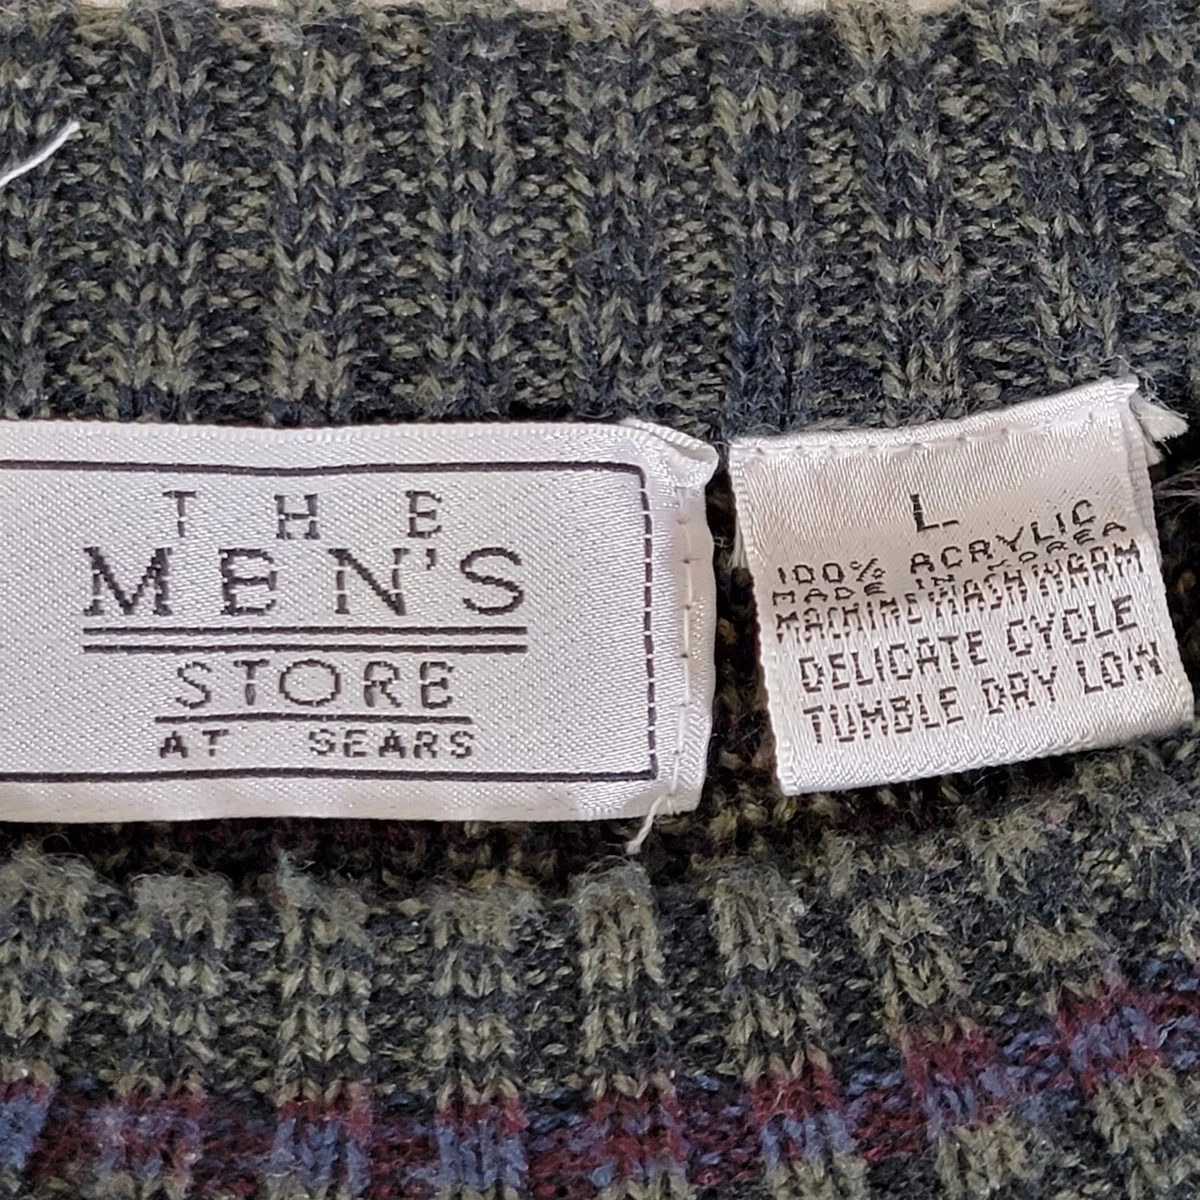 THE
MEN'S
STORE
AT SEARS
L
100% ACRYLIC
MADE IN KOREA
MACHINE WASH WARM
DELICATE CYCLE
TUMBLE DRY LOW